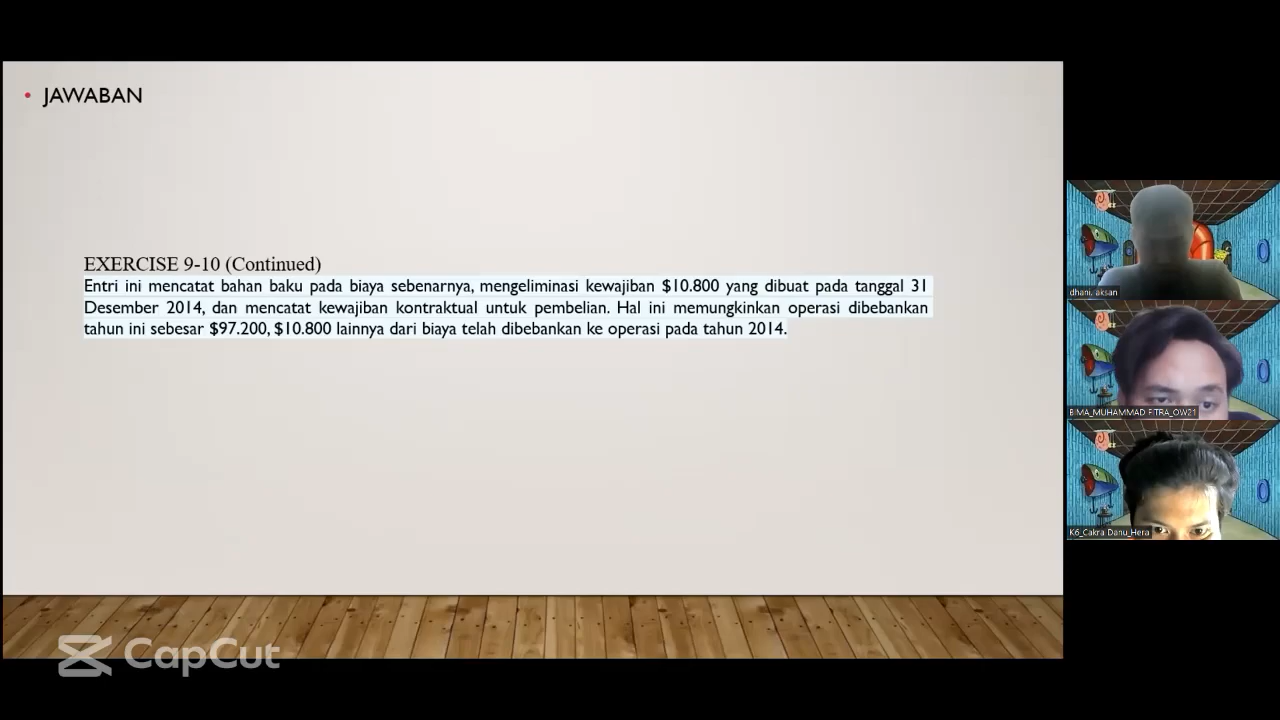 • JAWABAN
EXERCISE 9-10 (Continued)
Entri ini mencatat bahan baku pada biaya sebenarnya, mengeliminasi kewajiban $10.800 yang dibuat pada tanggal 31
Desember 2014, dan mencatat kewajiban kontraktual untuk pembelian. Hal ini memungkinkan operasi dibebankan
tahun ini sebesar $97.200, $10.800 lainnya dari biaya telah dibebankan ke operasi pada tahun 2014.
dhani, aksan
BIMA_MUHAMMAD FITRA_OW21
K6_Cakra Danu_Hera
CapCut